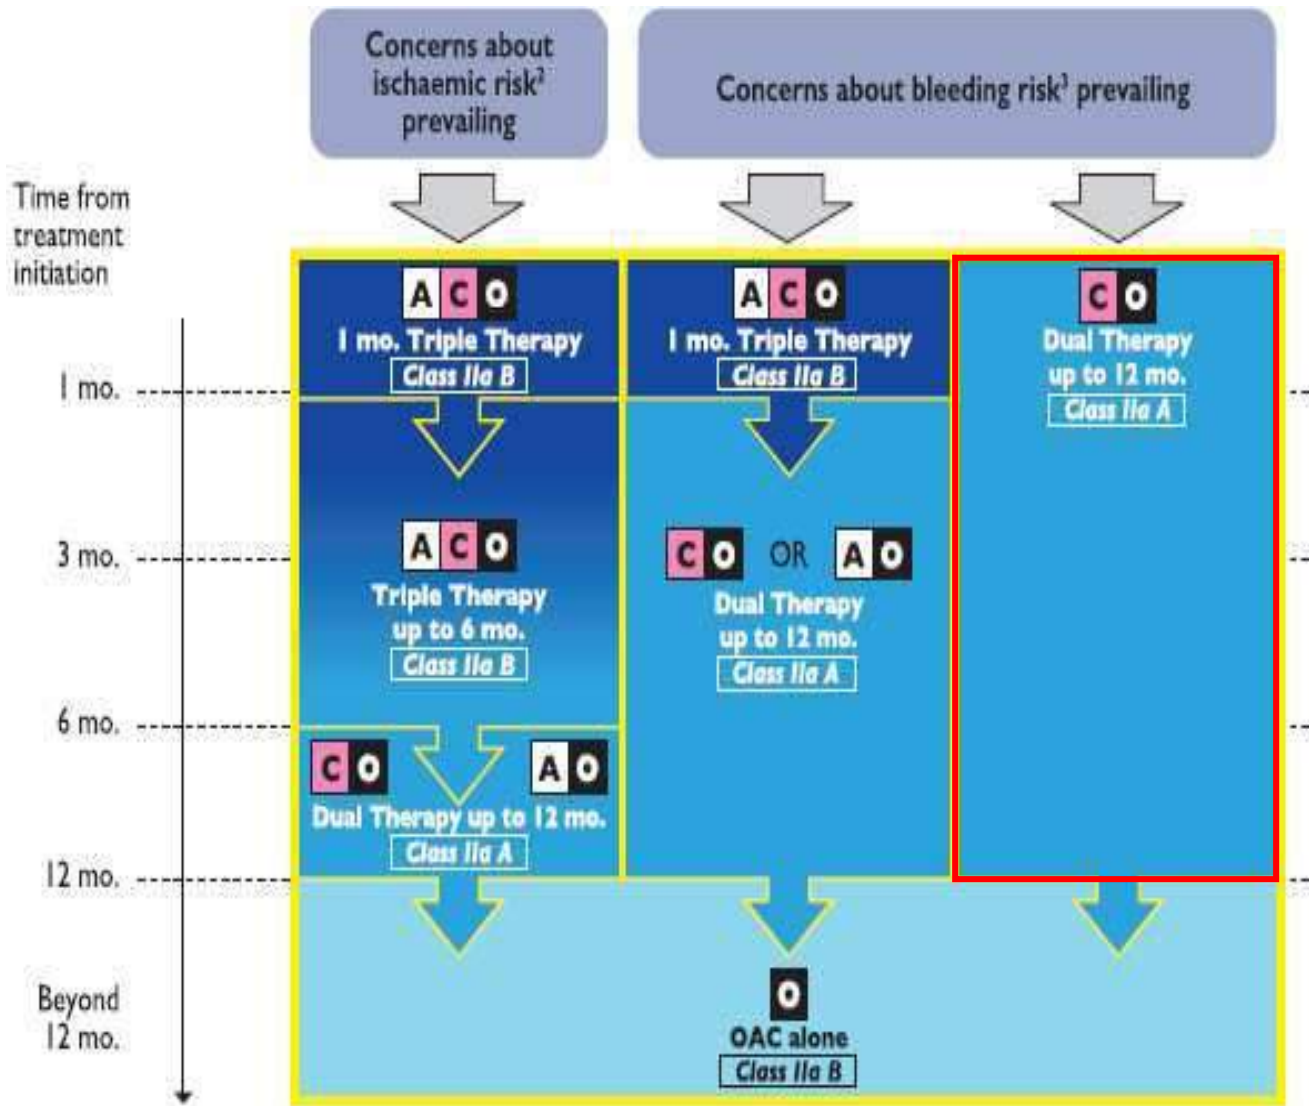 Concerns about
ischaemic risk²
prevailing
Concerns about bleeding risk³ prevailing
Time from
treatment
initiation
A C O
1 mo. Triple Therapy
Class IIa B
A C O
1 mo. Triple Therapy
Class IIa B
C O
Dual Therapy
up to 12 mo.
Class IIa A
1 mo.
A C O
Triple Therapy
up to 6 mo.
Class IIa B
3 mo.
C O OR A O
Dual Therapy
up to 12 mo.
Class IIa A
6 mo.
C O
A O
Dual Therapy up to 12 mo.
Class IIa A
12 mo.
Beyond
12 mo.
O
OAC alone
Class IIa B